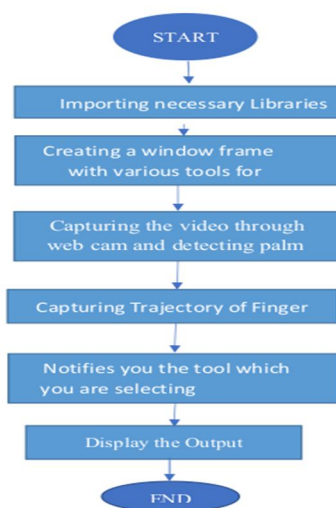 START
Importing necessary Libraries
Creating a window frame
with various tools for
Capturing the video through
web cam and detecting palm
Capturing Trajectory of Finger
Notifies you the tool which
you are selecting
Display the Output
END